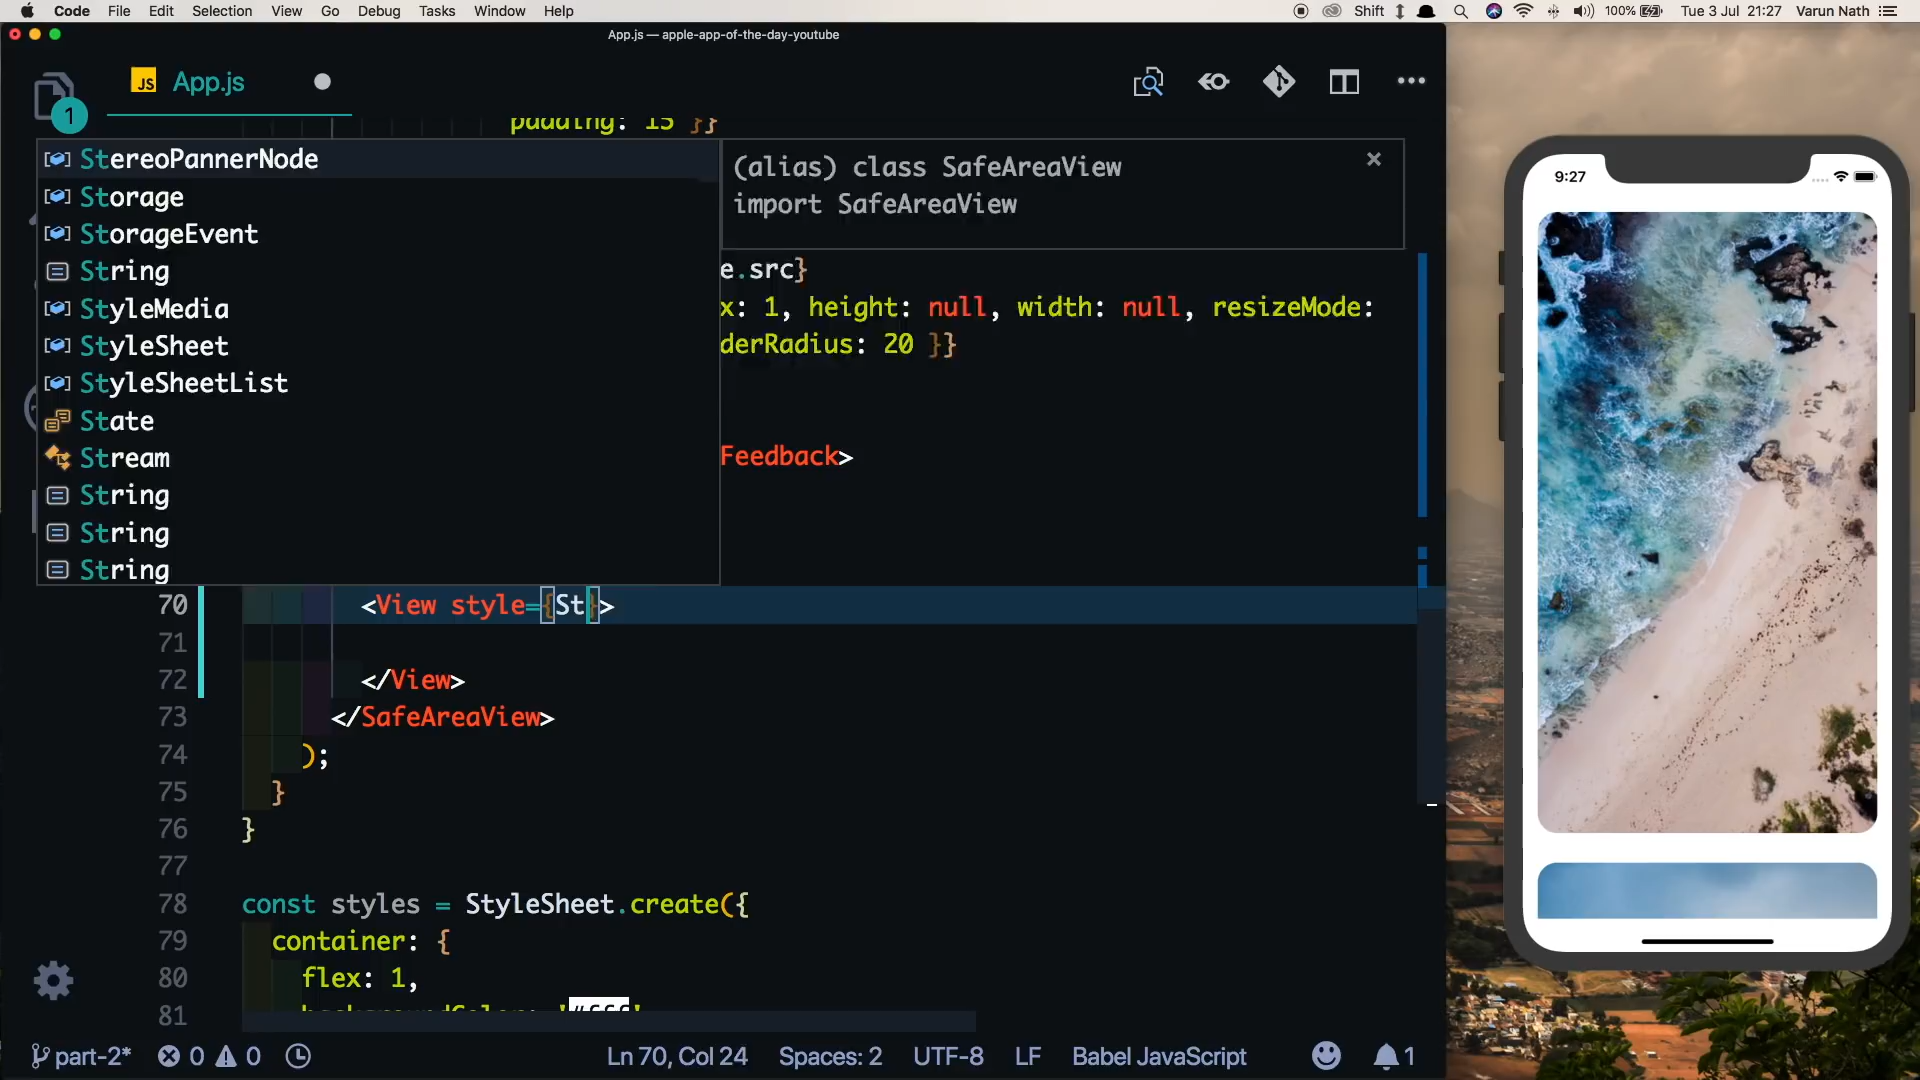 Code File Edit Selection View Go Debug Tasks Window Help Shift 100% Tue 3 Jul 21:27 Varun Nath
App.js — apple-app-of-the-day-youtube
JS App.js
1
padding: 15 }}
StereoPannerNode
Storage
StorageEvent
String
StyleMedia
StyleSheet
StyleSheetList
State
Stream
String
String
String
(alias) class SafeAreaView
import SafeAreaView
e.src}
x: 1, height: null, width: null, resizeMode:
derRadius: 20 }}
Feedback>
70 <View style={St}>
71
72 </View>
73 </SafeAreaView>
74 );
75 }
76 }
77
78 const styles = StyleSheet.create({
79 container: {
80 flex: 1,
81 backgroundColor: '#fff'
part-2* 0 0 Ln 70, Col 24 Spaces: 2 UTF-8 LF Babel JavaScript 1
9:27